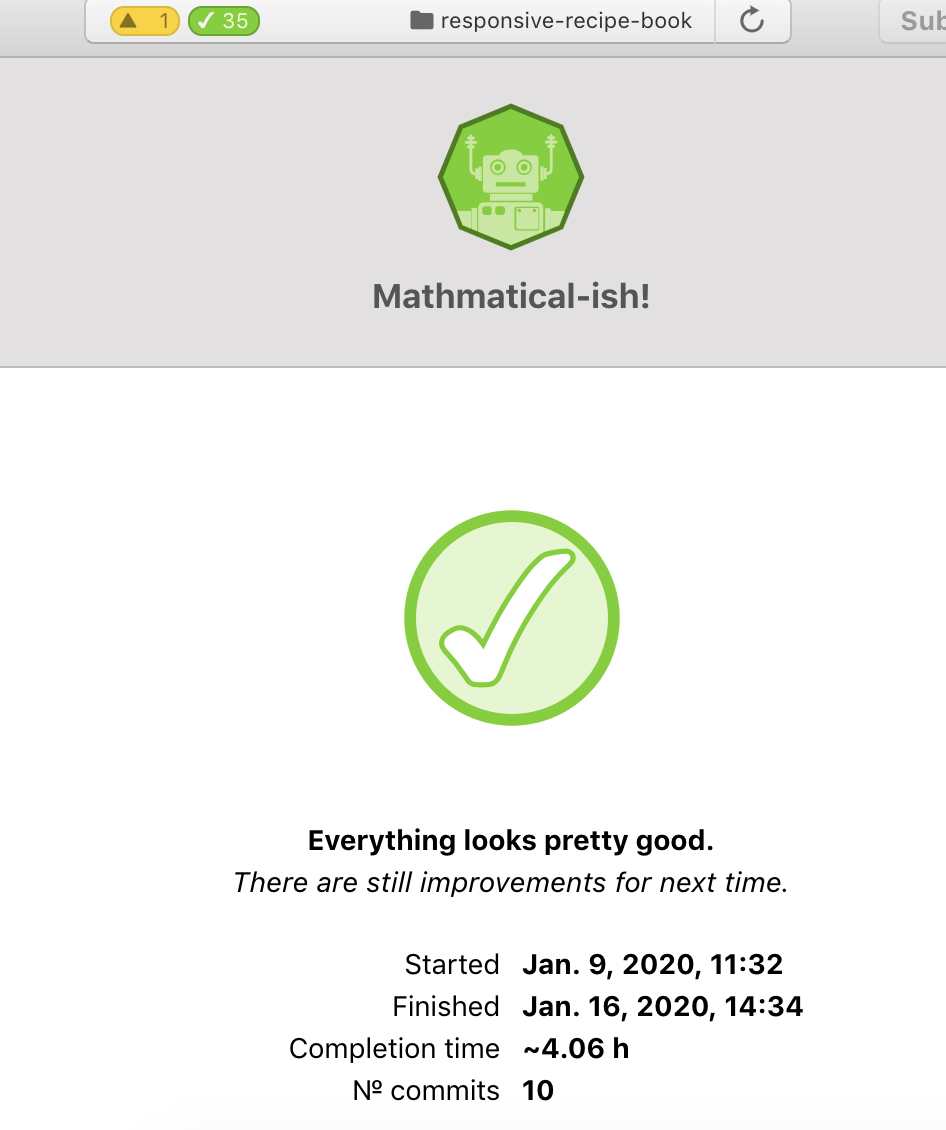 1 35 responsive-recipe-book Sub
Mathmatical-ish!
Everything looks pretty good.
There are still improvements for next time.
Started Jan. 9, 2020, 11:32
Finished Jan. 16, 2020, 14:34
Completion time ~4.06 h
Nº commits 10